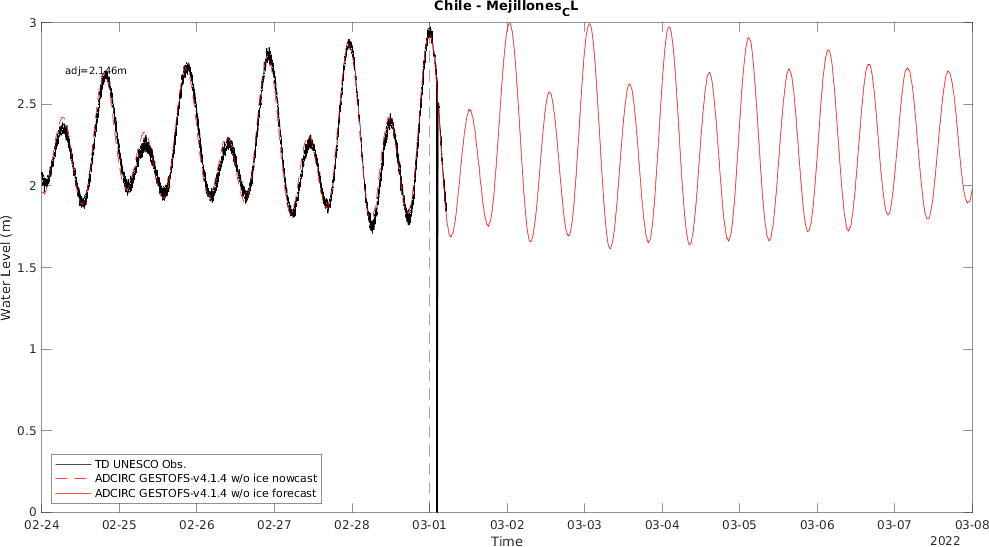 Chile - Mejillones_CL
3
2.5
2
1.5
1
0.5
0
Water Level (m)
adj=2.146m
TD UNESCO Obs.
ADCIRC GESTOFS-v4.1.4 w/o ice nowcast
ADCIRC GESTOFS-v4.1.4 w/o ice forecast
02-24 02-25 02-26 02-27 02-28 03-01 03-02 03-03 03-04 03-05 03-06 03-07 03-08
Time
2022